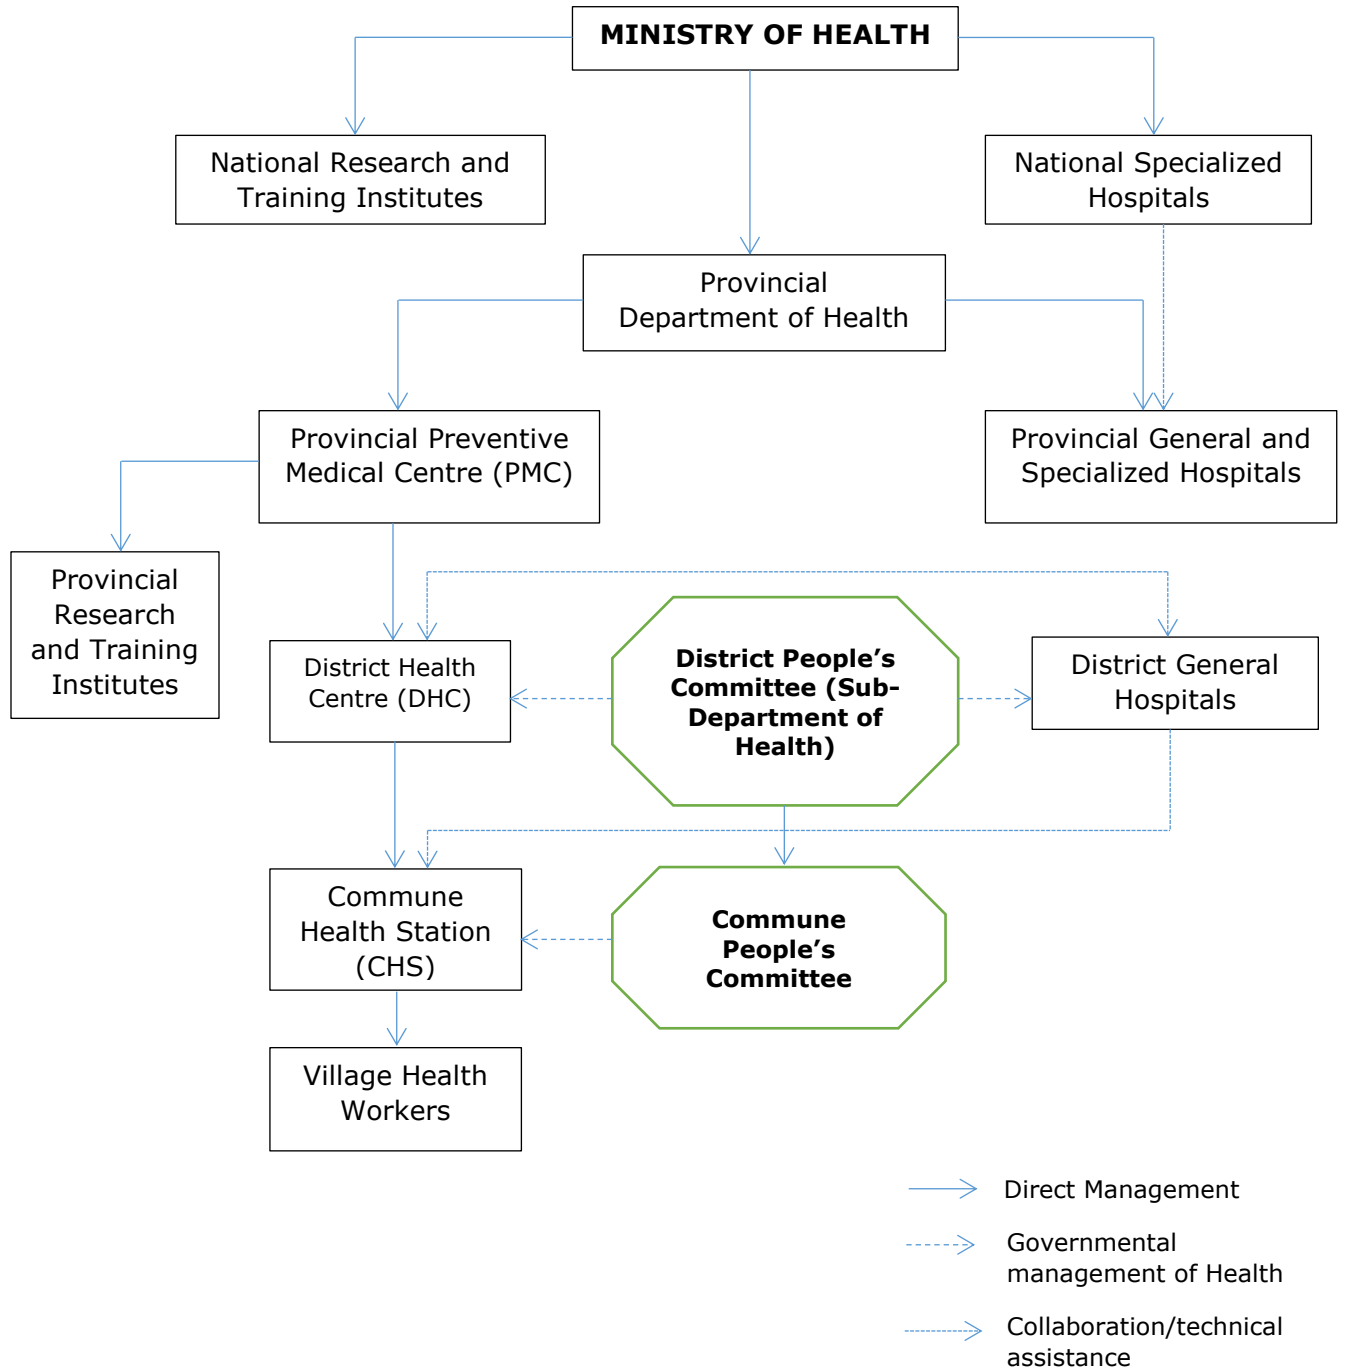 MINISTRY OF HEALTH
National Research and
Training Institutes
National Specialized
Hospitals
Provincial
Department of Health
Provincial Preventive
Medical Centre (PMC)
Provincial General and
Specialized Hospitals
Provincial
Research
and Training
Institutes
District Health
Centre (DHC)
District People’s
Committee (Sub-
Department of
Health)
District General
Hospitals
Commune
Health Station
(CHS)
Commune
People’s
Committee
Village Health
Workers
Direct Management
Governmental
management of Health
Collaboration/technical
assistance